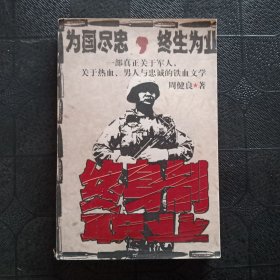 为国尽忠，终生为业
一部真正关于军人、
关于热血、男人与忠诚的铁血文学
周健良★著
终身制
职业